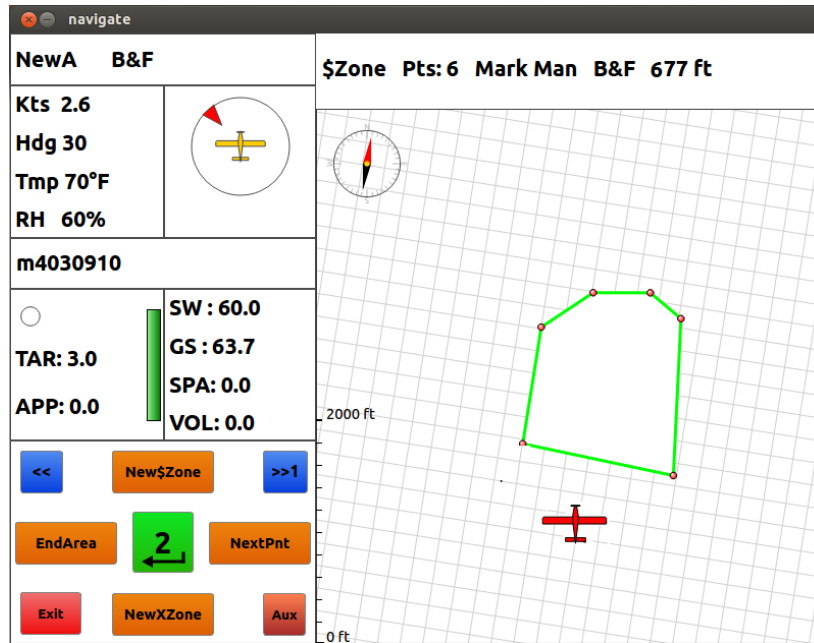 navigate
NewA B&F
$Zone Pts: 6 Mark Man B&F 677 ft
Kts 2.6
Hdg 30
Tmp 70°F
RH 60%
m4030910
TAR: 3.0
APP: 0.0
SW : 60.0
GS : 63.7
SPA: 0.0
VOL: 0.0
<< New$Zone >>1
EndArea 2 NextPnt
Exit NewXZone Aux
2000 ft
0 ft